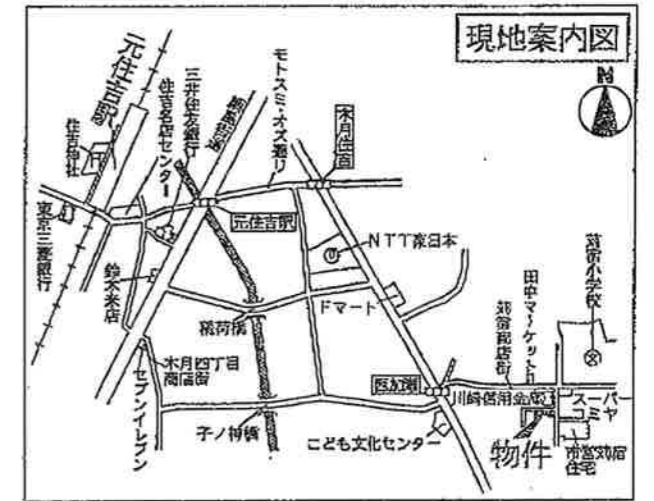 現地案内図
N
元住吉駅
住吉神社
住吉名店センター
三井住友銀行
モトスミ・オズ通り
木月住吉
元住吉駅
東京三菱銀行
鈴木米店
NTT東日本
ドマート
稲荷橋
木月四丁目
商店街
セブンイレブン
子ノ神橋
こども文化センター
西加瀬
苅宿商店街
田中マーケット
苅宿小学校
文
川崎信用金庫
スーパー
コミヤ
物件
市営苅宿
住宅